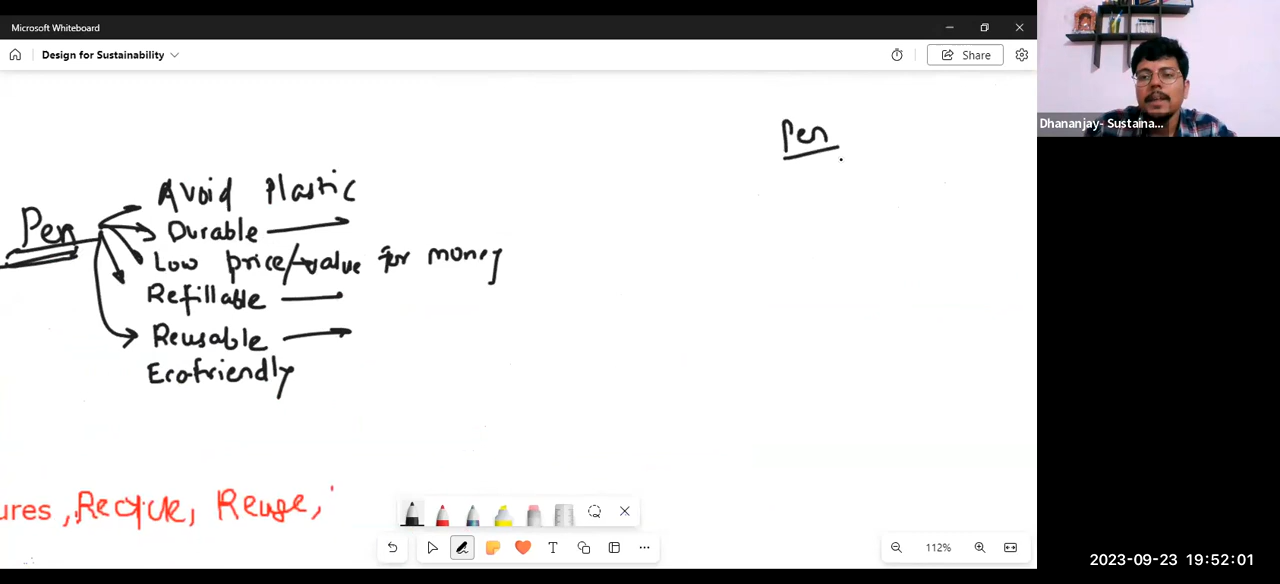 Microsoft Whiteboard
Design for Sustainability
Share
Dhananjay- Sustaina...
Pen
Pen
Avoid Plastic
Durable
Low price/value for money
Refillable
Reusable
Ecofriendly
ures , Recycle, Reuse,
112%
2023-09-23 19:52:01